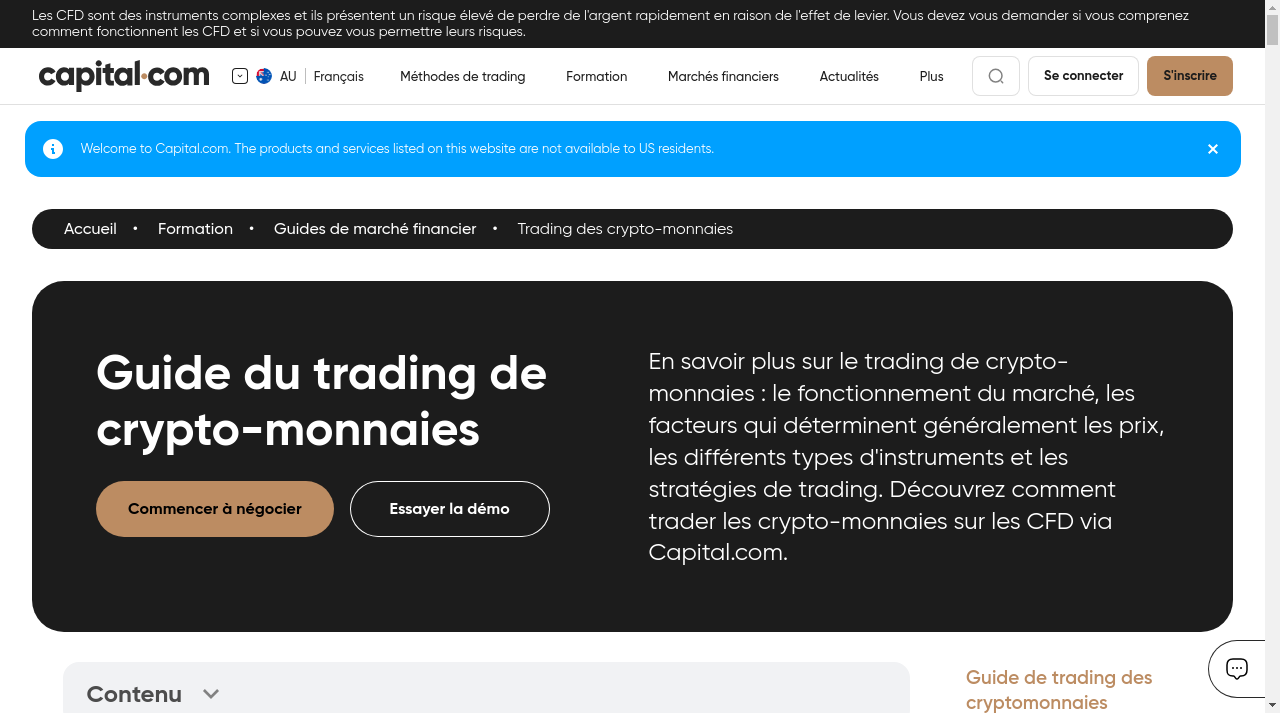 Les CFD sont des instruments complexes et ils présentent un risque élevé de perdre de l'argent rapidement en raison de l'effet de levier. Vous devez vous demander si vous comprenez
comment fonctionnent les CFD et si vous pouvez vous permettre leurs risques.
capital.com
AU
Français
Méthodes de trading
Formation
Marchés financiers
Actualités
Plus
Se connecter
S'inscrire
Welcome to Capital.com. The products and services listed on this website are not available to US residents.
Accueil • Formation • Guides de marché financier • Trading des crypto-monnaies
Guide du trading de
crypto-monnaies
Commencer à négocier
Essayer la démo
En savoir plus sur le trading de crypto-
monnaies : le fonctionnement du marché, les
facteurs qui déterminent généralement les prix,
les différents types d'instruments et les
stratégies de trading. Découvrez comment
trader les crypto-monnaies sur les CFD via
Capital.com.
Contenu
Guide de trading des
cryptomonnaies